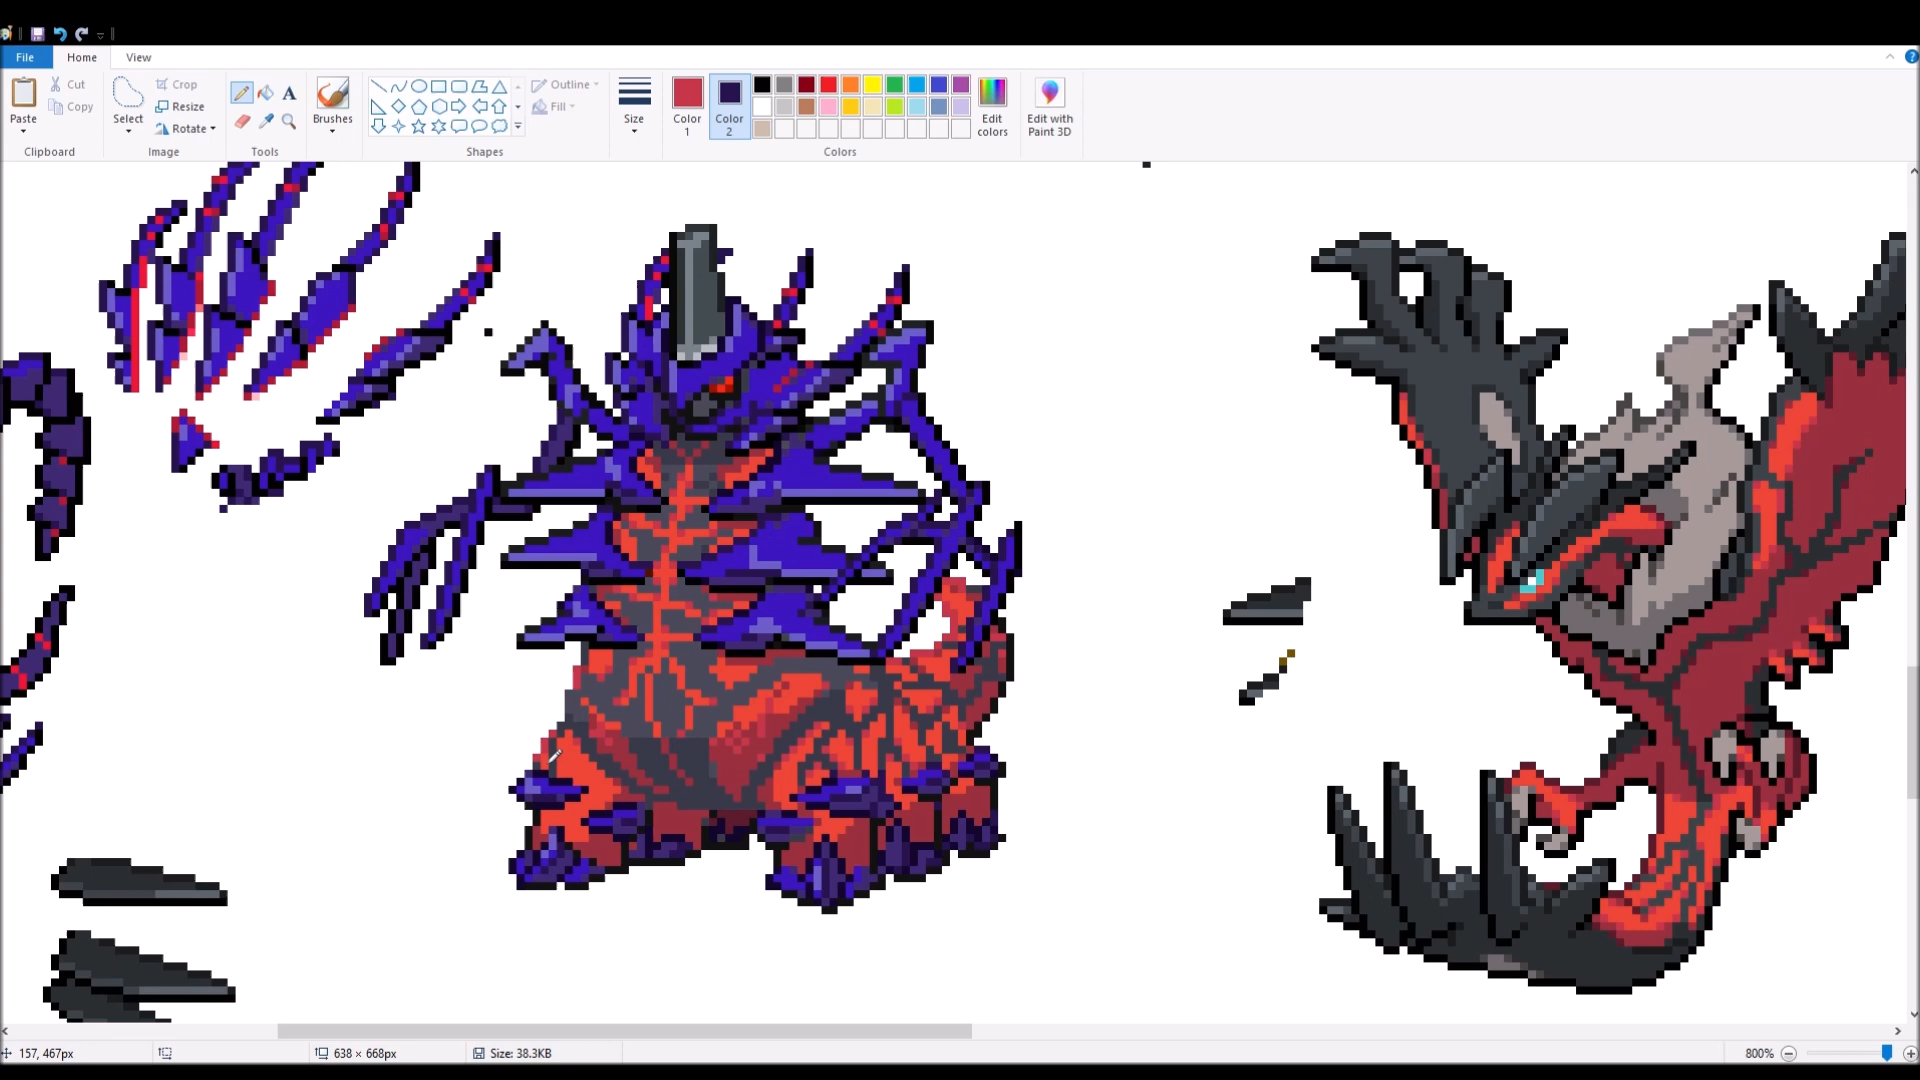 File Home View
Cut
Copy
Paste
Clipboard
Select
Crop
Resize
Rotate
Image
Tools
Brushes
Outline
Fill
Shapes
Size
Color
1
Color
2
Edit
colors
Colors
Edit with
Paint 3D
157, 467px
638 × 668px
Size: 38.3KB
800%